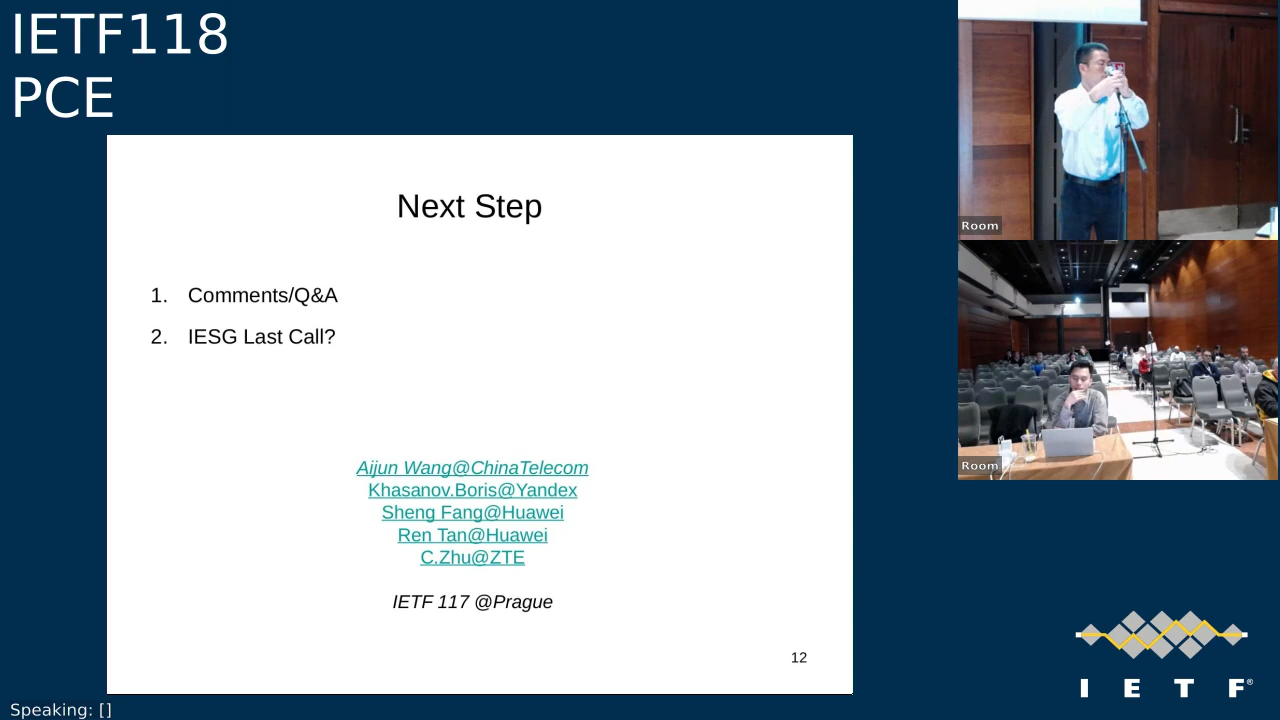 IETF118
PCE
Next Step
1. Comments/Q&A
2. IESG Last Call?
Aijun Wang@ChinaTelecom
Khasanov.Boris@Yandex
Sheng Fang@Huawei
Ren Tan@Huawei
C.Zhu@ZTE
IETF 117 @Prague
12
Room
Room
I E T F®
Speaking: []